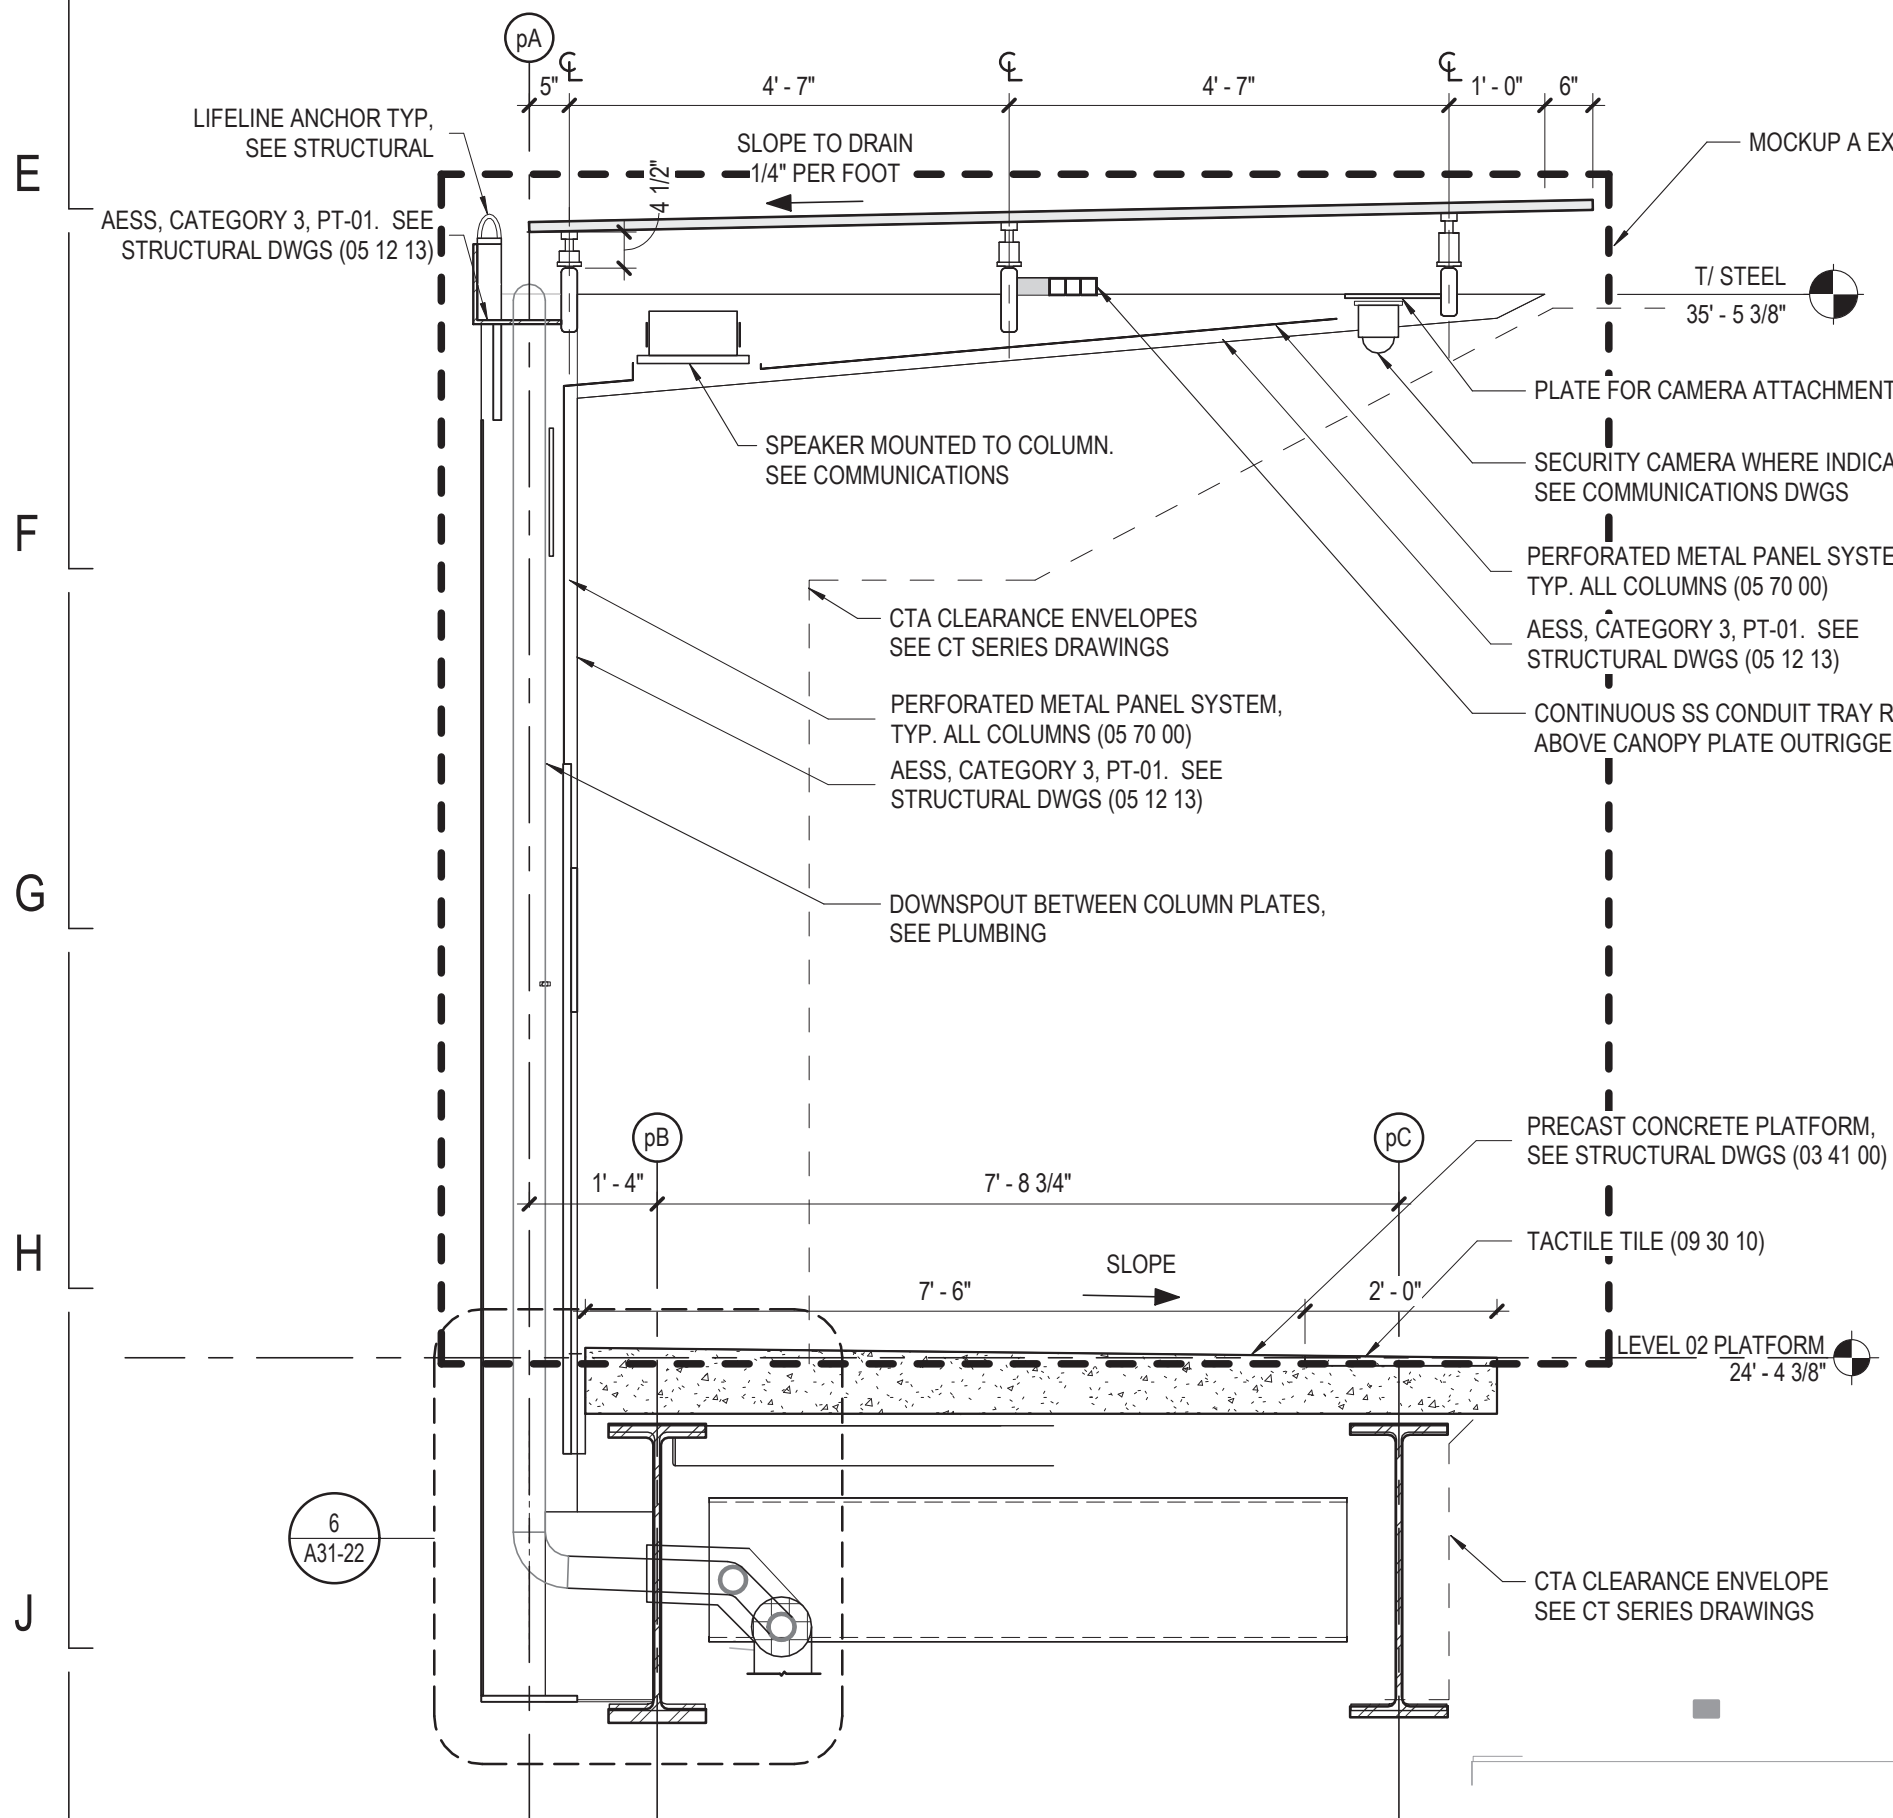 pA
5"
4' - 7"
4' - 7"
1' - 0"
6"
LIFELINE ANCHOR TYP,
SEE STRUCTURAL
SLOPE TO DRAIN
1/4" PER FOOT
4 1/2"
MOCKUP A EX
E
AESS, CATEGORY 3, PT-01. SEE
STRUCTURAL DWGS (05 12 13)
T/ STEEL
35' - 5 3/8"
PLATE FOR CAMERA ATTACHMENT
SPEAKER MOUNTED TO COLUMN.
SEE COMMUNICATIONS
SECURITY CAMERA WHERE INDICA
SEE COMMUNICATIONS DWGS
F
PERFORATED METAL PANEL SYSTE
TYP. ALL COLUMNS (05 70 00)
CTA CLEARANCE ENVELOPES
SEE CT SERIES DRAWINGS
AESS, CATEGORY 3, PT-01. SEE
STRUCTURAL DWGS (05 12 13)
PERFORATED METAL PANEL SYSTEM,
TYP. ALL COLUMNS (05 70 00)
CONTINUOUS SS CONDUIT TRAY R
ABOVE CANOPY PLATE OUTRIGGE
AESS, CATEGORY 3, PT-01. SEE
STRUCTURAL DWGS (05 12 13)
G
DOWNSPOUT BETWEEN COLUMN PLATES,
SEE PLUMBING
pB
pC
PRECAST CONCRETE PLATFORM,
SEE STRUCTURAL DWGS (03 41 00)
1' - 4"
7' - 8 3/4"
H
TACTILE TILE (09 30 10)
SLOPE
7' - 6"
2' - 0"
LEVEL 02 PLATFORM
24' - 4 3/8"
6
A31-22
J
CTA CLEARANCE ENVELOPE
SEE CT SERIES DRAWINGS